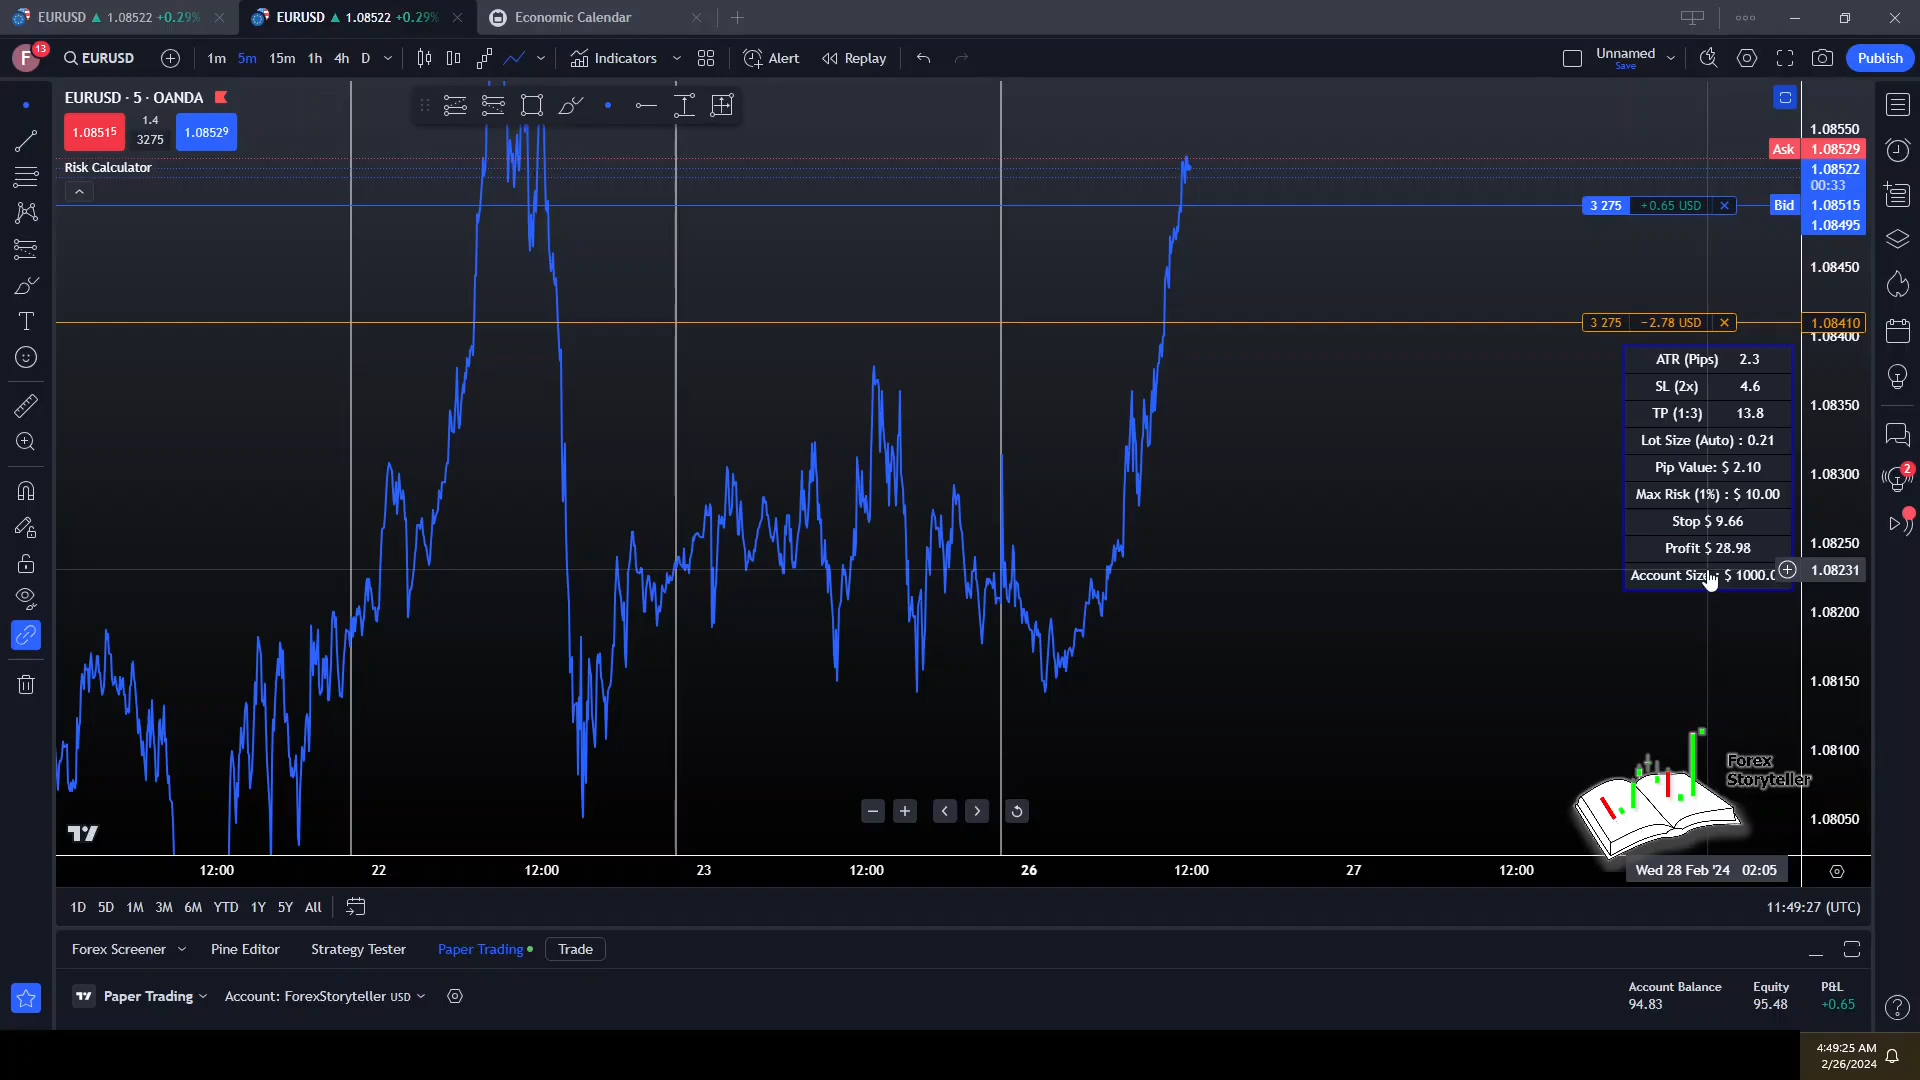 EURUSD ▲ 1.08522 +0.29%
EURUSD ▲ 1.08522 +0.29%
Economic Calendar
F
13
EURUSD
1m 5m 15m 1h 4h D
Indicators
Alert
Replay
Unnamed
Save
Publish
EURUSD · 5 · OANDA
1.08515
1.4
3275
1.08529
Risk Calculator
1.08550
Ask 1.08529
1.08522
00:33
3 275 +0.65 USD
Bid 1.08515
1.08495
1.08450
3 275 −2.78 USD
1.08410
1.08400
ATR (Pips) 2.3
SL (2x) 4.6
TP (1:3) 13.8
Lot Size (Auto) : 0.21
Pip Value: $ 2.10
Max Risk (1%) : $ 10.00
Stop $ 9.66
Profit $ 28.98
Account Size : $ 1000.0
1.08350
1.08300
1.08250
1.08231
1.08200
1.08150
1.08100
1.08050
2
Forex
Storyteller
12:00 22 12:00 23 12:00 26 12:00 27 12:00
Wed 28 Feb '24 02:05
1D 5D 1M 3M 6M YTD 1Y 5Y All
11:49:27 (UTC)
Forex Screener
Pine Editor
Strategy Tester
Paper Trading
Trade
Paper Trading
Account: ForexStoryteller USD
Account Balance
94.83
Equity
95.48
P&L
+0.65
4:49:25 AM
2/26/2024